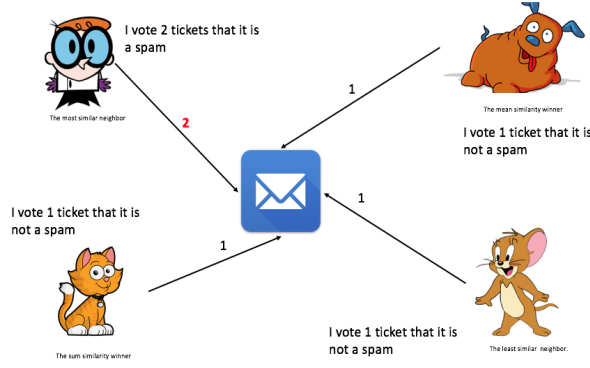 I vote 2 tickets that it is
a spam
The most similar neighbor
1
The mean similarity winner
I vote 1 ticket that it is
not a spam
2
I vote 1 ticket that it is
not a spam
1
1
The sum similarity winner
I vote 1 ticket that it is
not a spam
The least similar neighbor.